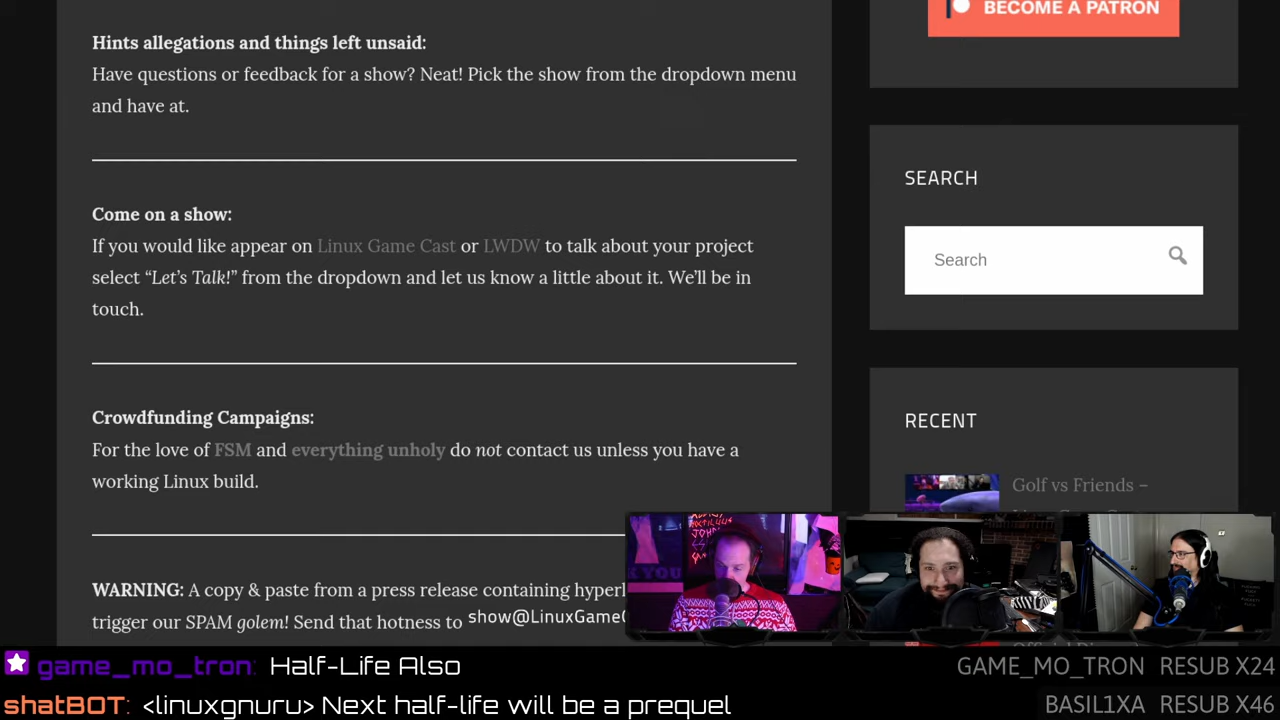 BECOME A PATRON
Hints allegations and things left unsaid:
Have questions or feedback for a show? Neat! Pick the show from the dropdown menu
and have at.
SEARCH
Search
Come on a show:
If you would like appear on Linux Game Cast or LWDW to talk about your project
select “Let’s Talk!” from the dropdown and let us know a little about it. We’ll be in
touch.
Crowdfunding Campaigns:
For the love of FSM and everything unholy do not contact us unless you have a
working Linux build.
RECENT
Golf vs Friends –
WARNING: A copy & paste from a press release containing hyperl
trigger our SPAM golem! Send that hotness to show@LinuxGame
game_mo_tron: Half-Life Also
GAME_MO_TRON RESUB X24
shatBOT: <linuxgnuru> Next half-life will be a prequel
BASIL1XA RESUB X46